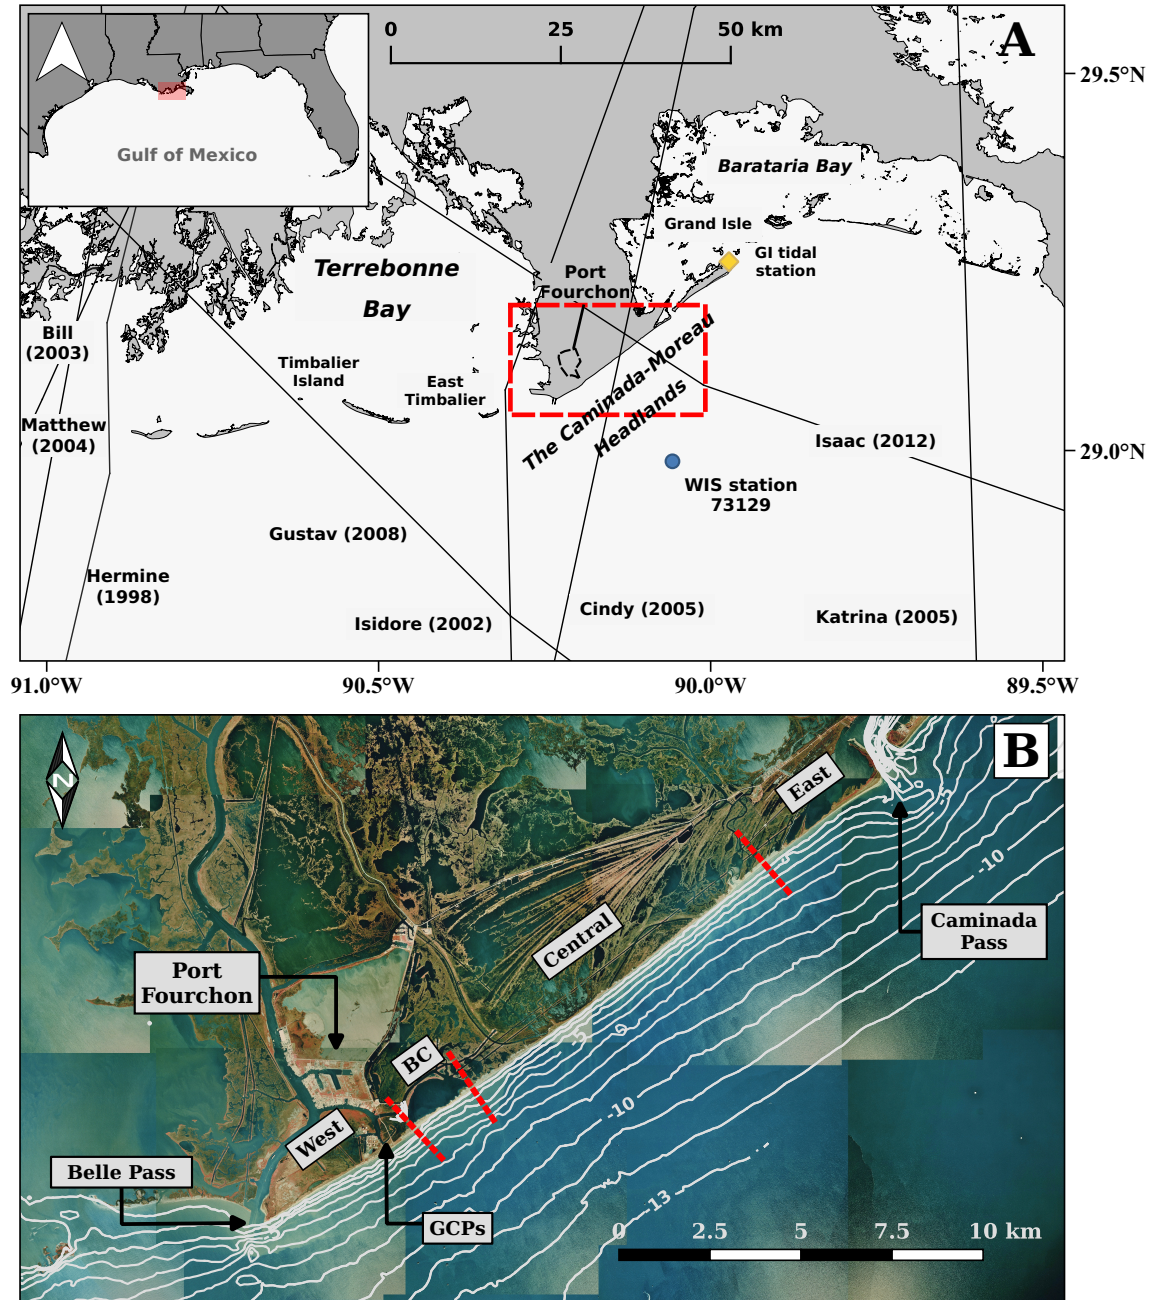 0
25
50 km
A
29.5°N
Gulf of Mexico
Barataria Bay
Grand Isle
GI tidal
station
Terrebonne
Bay
Port
Fourchon
Bill
(2003)
Timbalier
Island
East
Timbalier
The Caminada-Moreau
Headlands
Matthew
(2004)
Isaac (2012)
29.0°N
WIS station
73129
Gustav (2008)
Hermine
(1998)
Isidore (2002)
Cindy (2005)
Katrina (2005)
91.0°W
90.5°W
90.0°W
89.5°W
B
N
East
-5
-10
Caminada
Pass
Central
Port
Fourchon
-5
BC
-10
West
Belle Pass
GCPs
-13
0
2.5
5
7.5
10 km